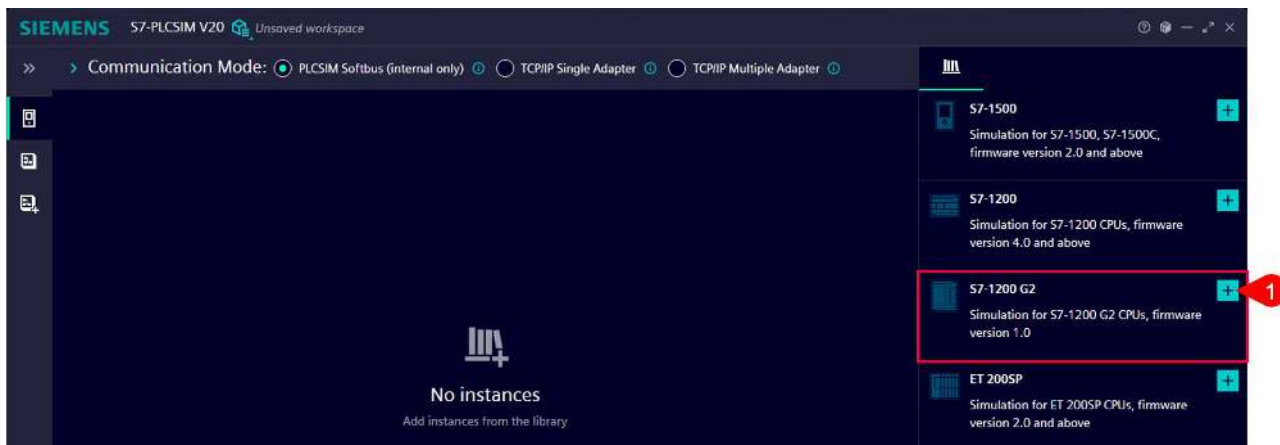 SIEMENS S7-PLCSIM V20 Unsaved workspace
Communication Mode: PLCSIM Softbus (internal only) TCP/IP Single Adapter TCP/IP Multiple Adapter
S7-1500
Simulation for S7-1500, S7-1500C,
firmware version 2.0 and above
S7-1200
Simulation for S7-1200 CPUs, firmware
version 4.0 and above
S7-1200 G2
Simulation for S7-1200 G2 CPUs, firmware
version 1.0
1
No instances
Add instances from the library
ET 200SP
Simulation for ET 200SP CPUs, firmware
version 2.0 and above